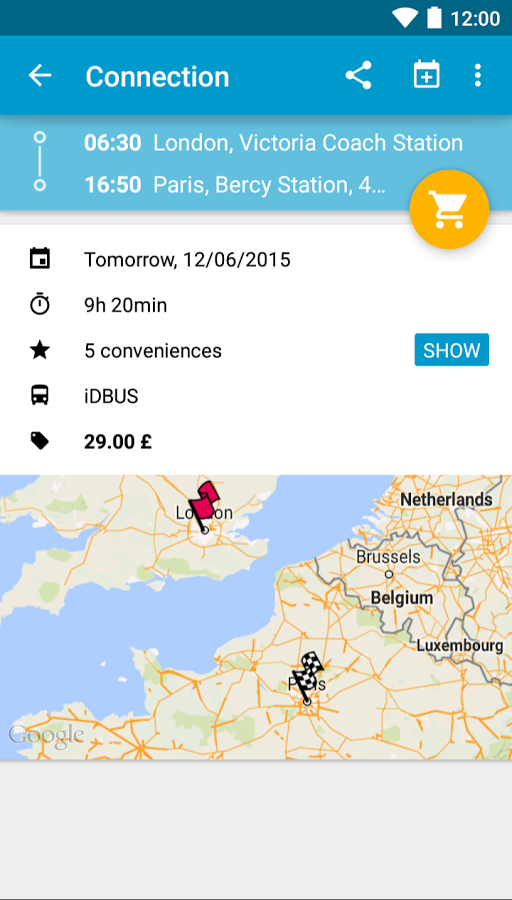 12:00
Connection
06:30 London, Victoria Coach Station
16:50 Paris, Bercy Station, 4...
Tomorrow, 12/06/2015
9h 20min
5 conveniences
SHOW
iDBUS
29.00 £
Netherlands
London
Brussels
Belgium
Luxembourg
Paris
Google